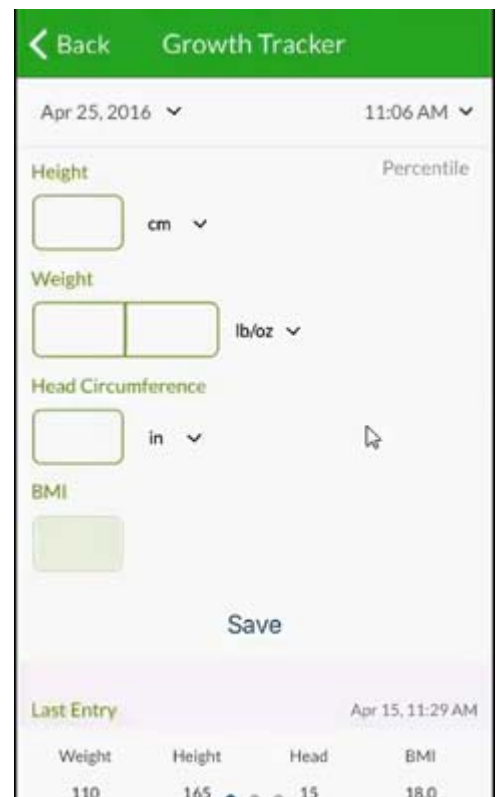 Back Growth Tracker
Apr 25, 2016 11:06 AM
Height Percentile
cm
Weight
lb/oz
Head Circumference
in
BMI
Save
Last Entry Apr 15, 11:29 AM
Weight Height Head BMI
110 165 15 18.0